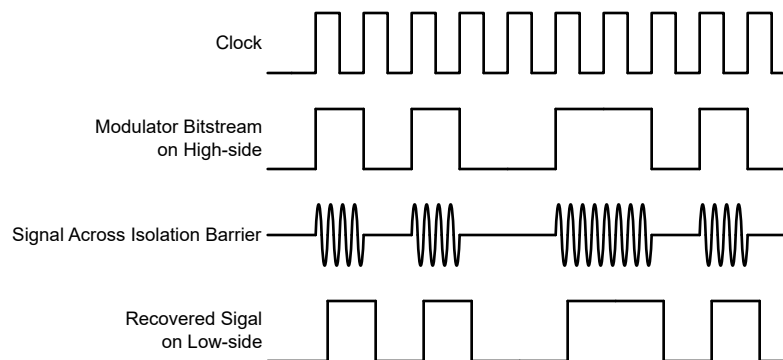 Clock
Modulator Bitstream
on High-side
Signal Across Isolation Barrier
Recovered Sigal
on Low-side